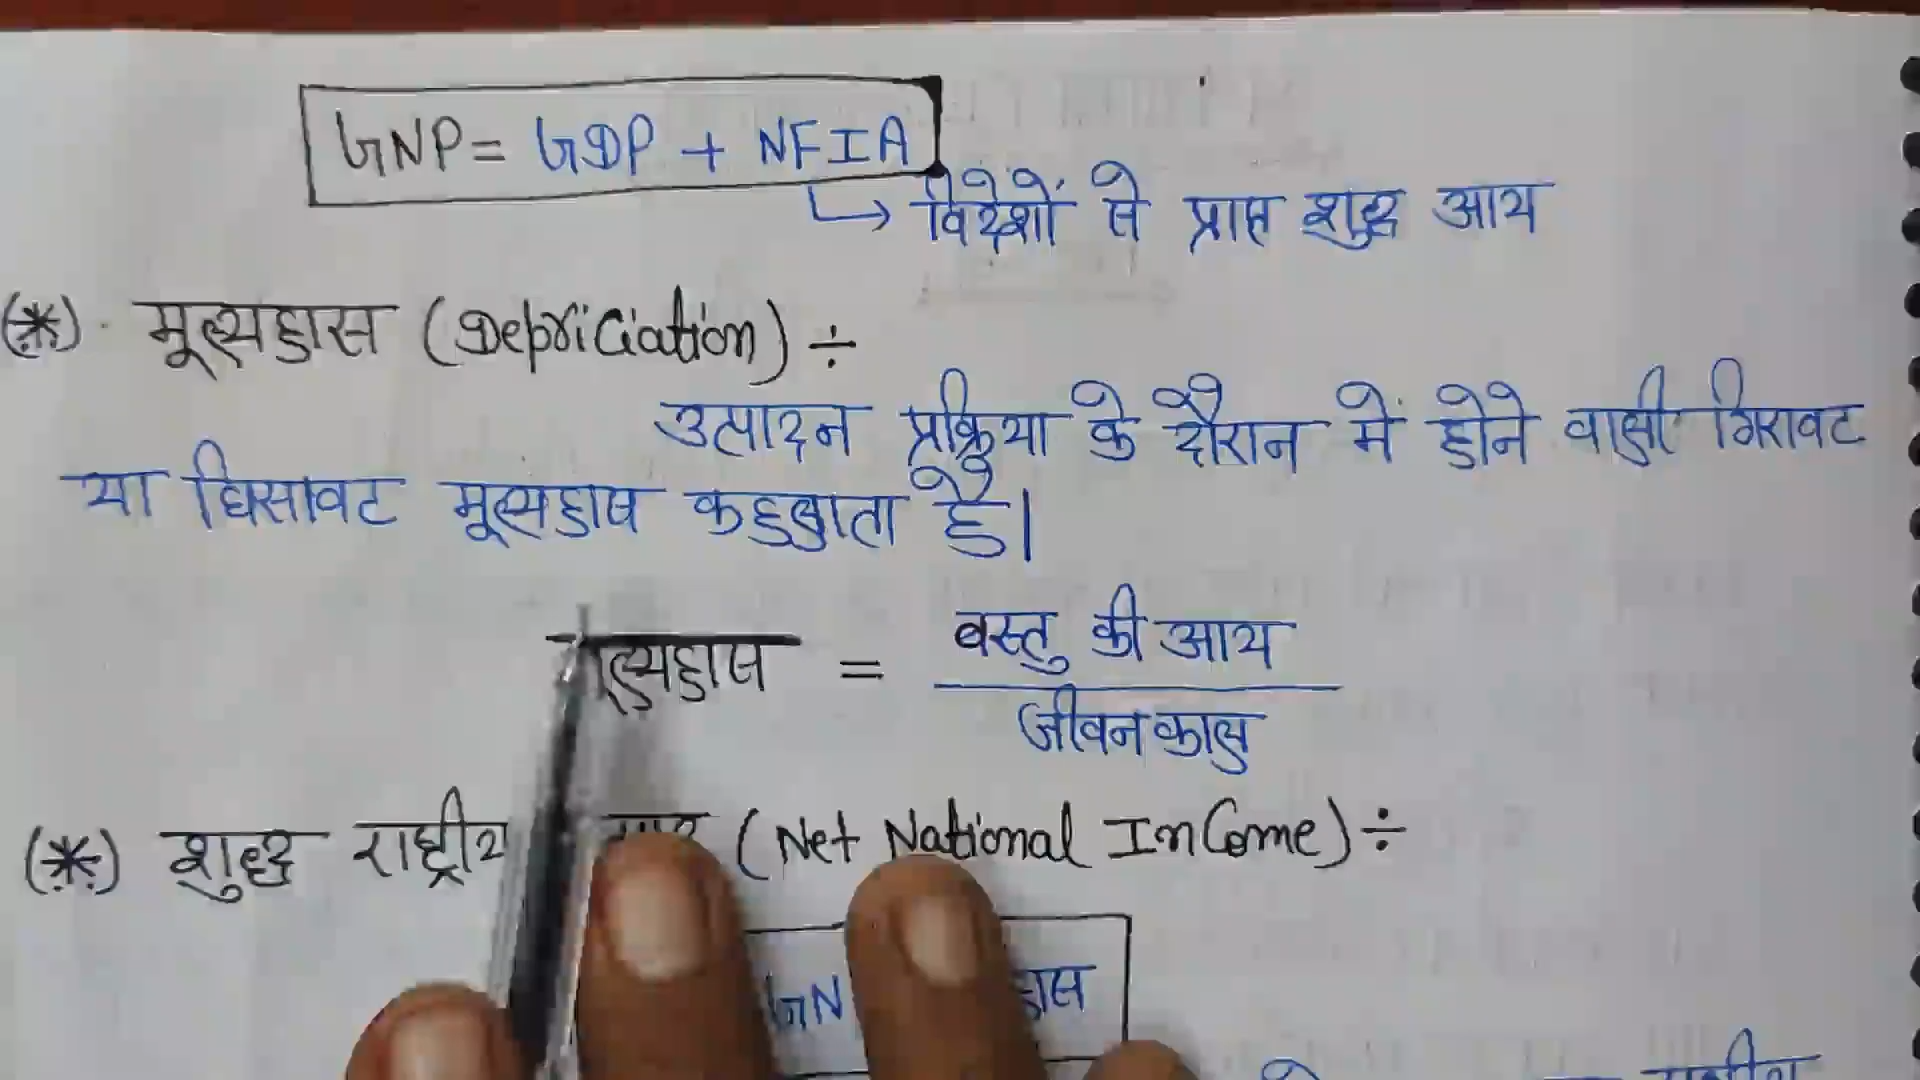 GNP = GDP + NFIA
↳ विदेशों से प्राप्त शुद्ध आय
(*) मूल्यह्रास (Depriciation) ÷
उत्पादन प्रक्रिया के दौरान में होने वाली गिरावट
या घिसावट मूल्यह्रास कहलाता है।
= वस्तु की आय
जीवनकाल
(*) शुद्ध राष्ट्रीय (Net National Income) ÷